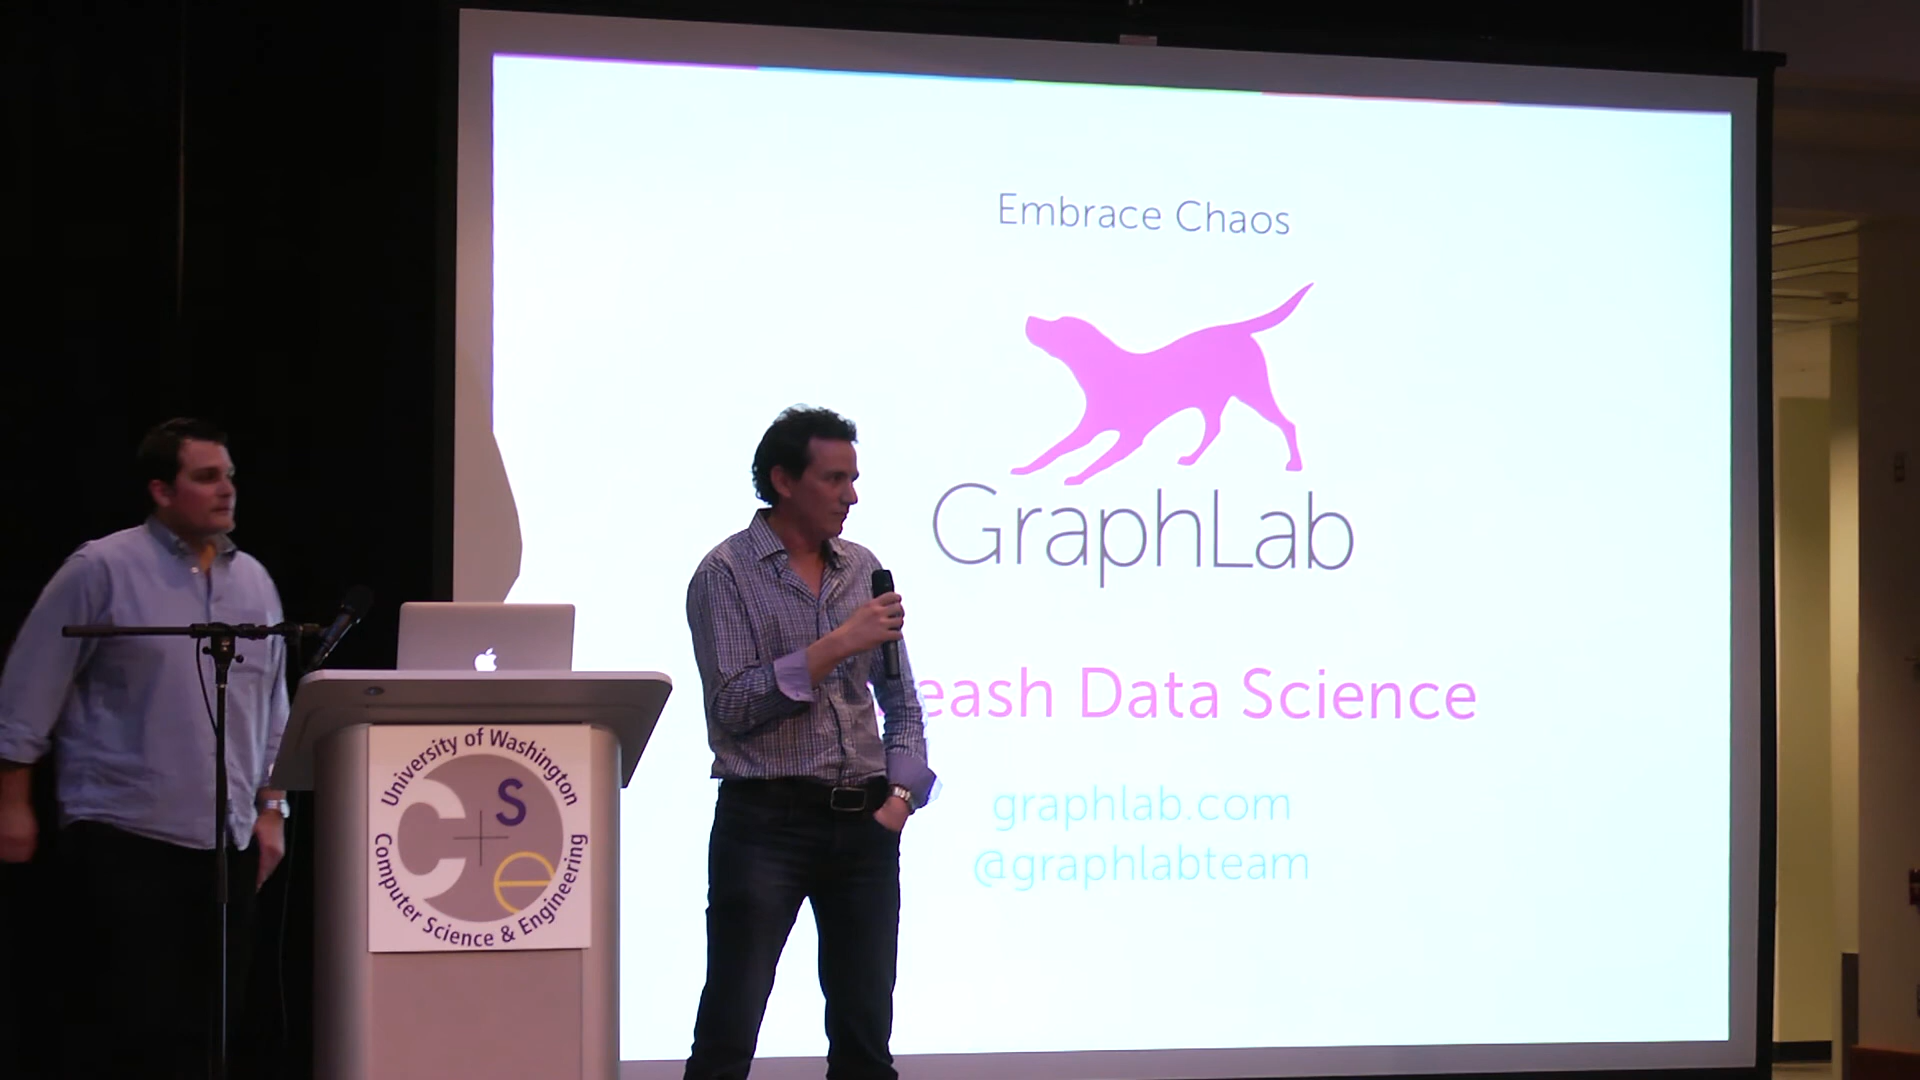 Embrace Chaos
GraphLab
eash Data Science
graphlab.com
@graphlabteam
University of Washington
C S e
Computer Science & Engineering